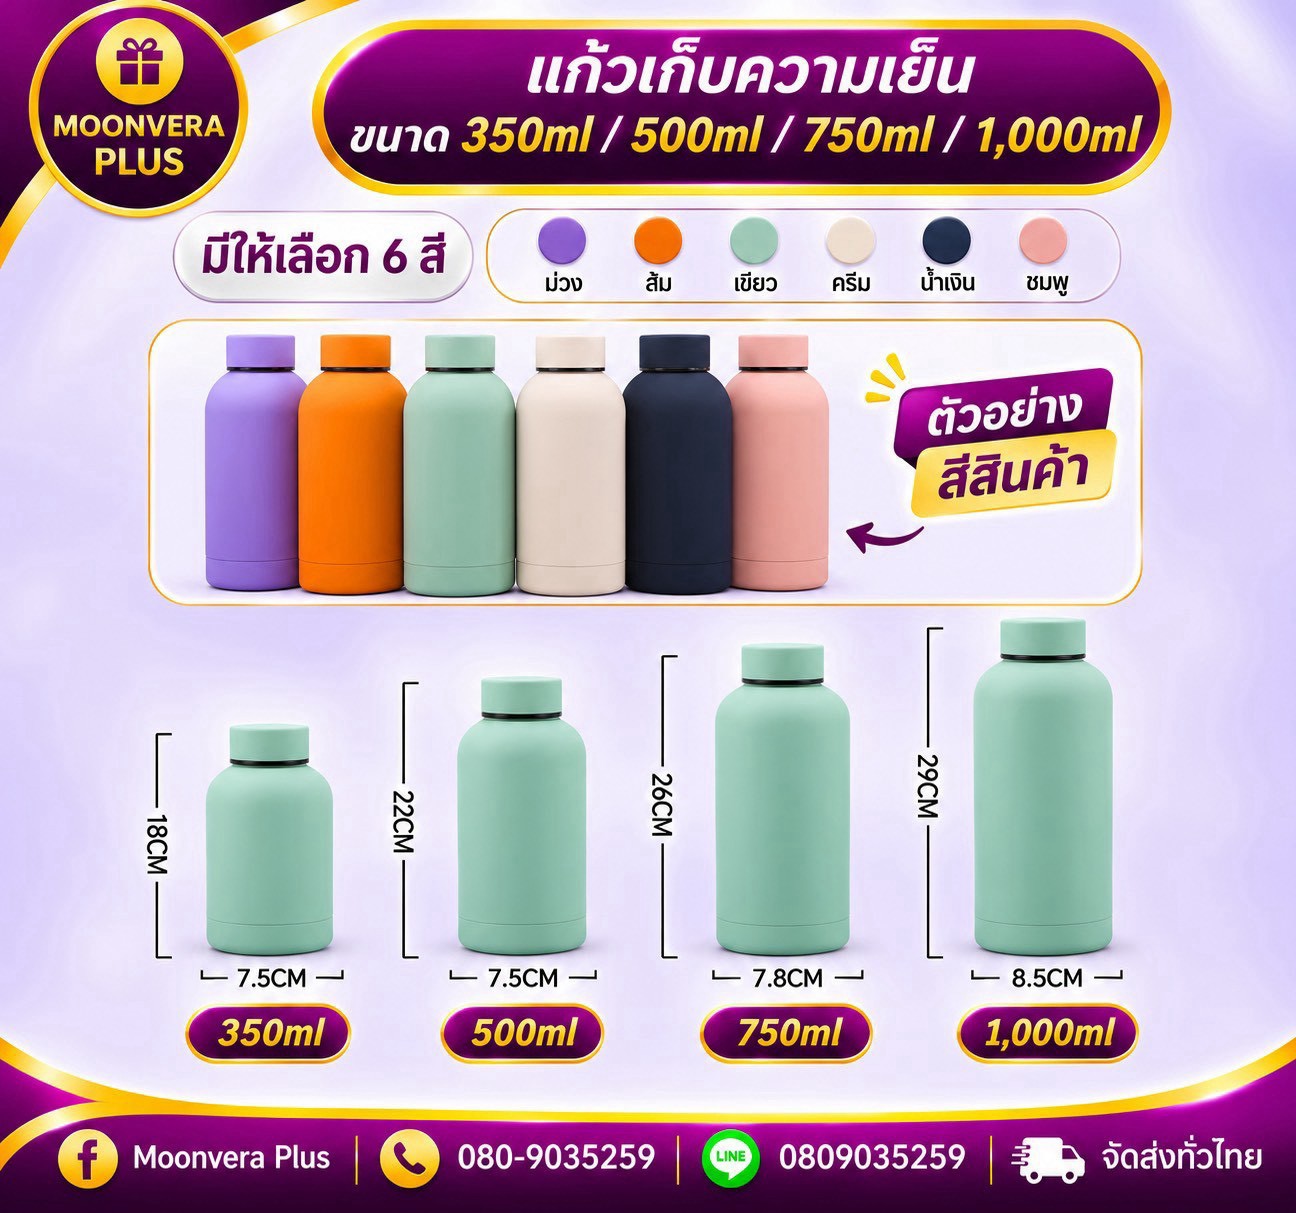 MOONVERA
PLUS
แก้วเก็บความเย็น
ขนาด 350ml / 500ml / 750ml / 1,000ml
มีให้เลือก 6 สี
ม่วง ส้ม เขียว ครีม น้ำเงิน ชมพู
ตัวอย่าง
สีสินค้า
18CM
22CM
26CM
29CM
7.5CM
7.5CM
7.8CM
8.5CM
350ml
500ml
750ml
1,000ml
Moonvera Plus
080-9035259
LINE
0809035259
จัดส่งทั่วไทย